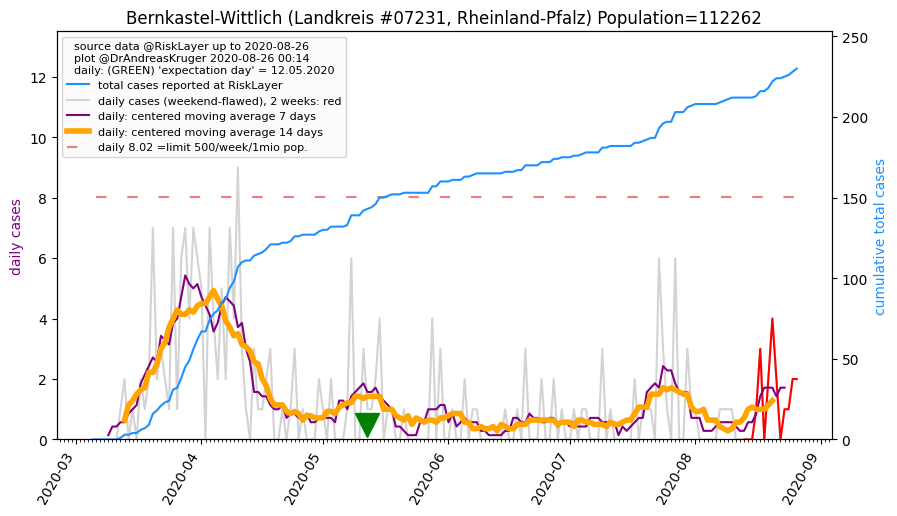 Bernkastel-Wittlich (Landkreis #07231, Rheinland-Pfalz) Population=112262
source data @RiskLayer up to 2020-08-26
plot @DrAndreasKruger 2020-08-26 00:14
daily: (GREEN) 'expectation day' = 12.05.2020
total cases reported at RiskLayer
daily cases (weekend-flawed), 2 weeks: red
daily: centered moving average 7 days
daily: centered moving average 14 days
daily 8.02 =limit 500/week/1mio pop.
daily cases
12
10
8
6
4
2
0
250
200
150
100
50
0
cumulative total cases
2020-03
2020-04
2020-05
2020-06
2020-07
2020-08
2020-09